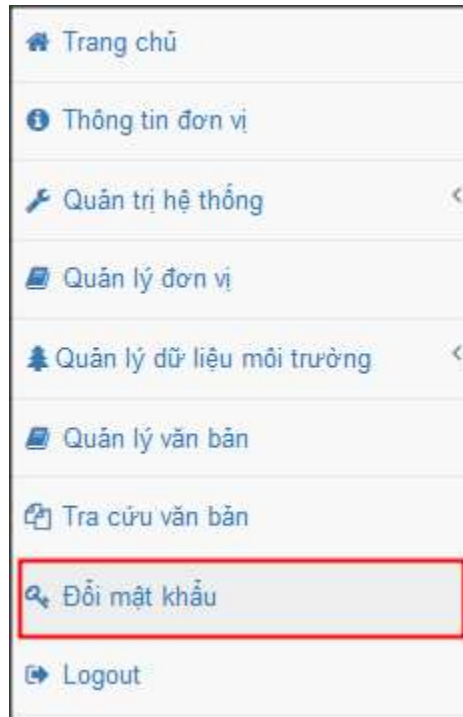 Trang chủ
Thông tin đơn vị
Quản trị hệ thống
Quản lý đơn vị
Quản lý dữ liệu môi trường
Quản lý văn bản
Tra cứu văn bản
Đổi mật khẩu
Logout